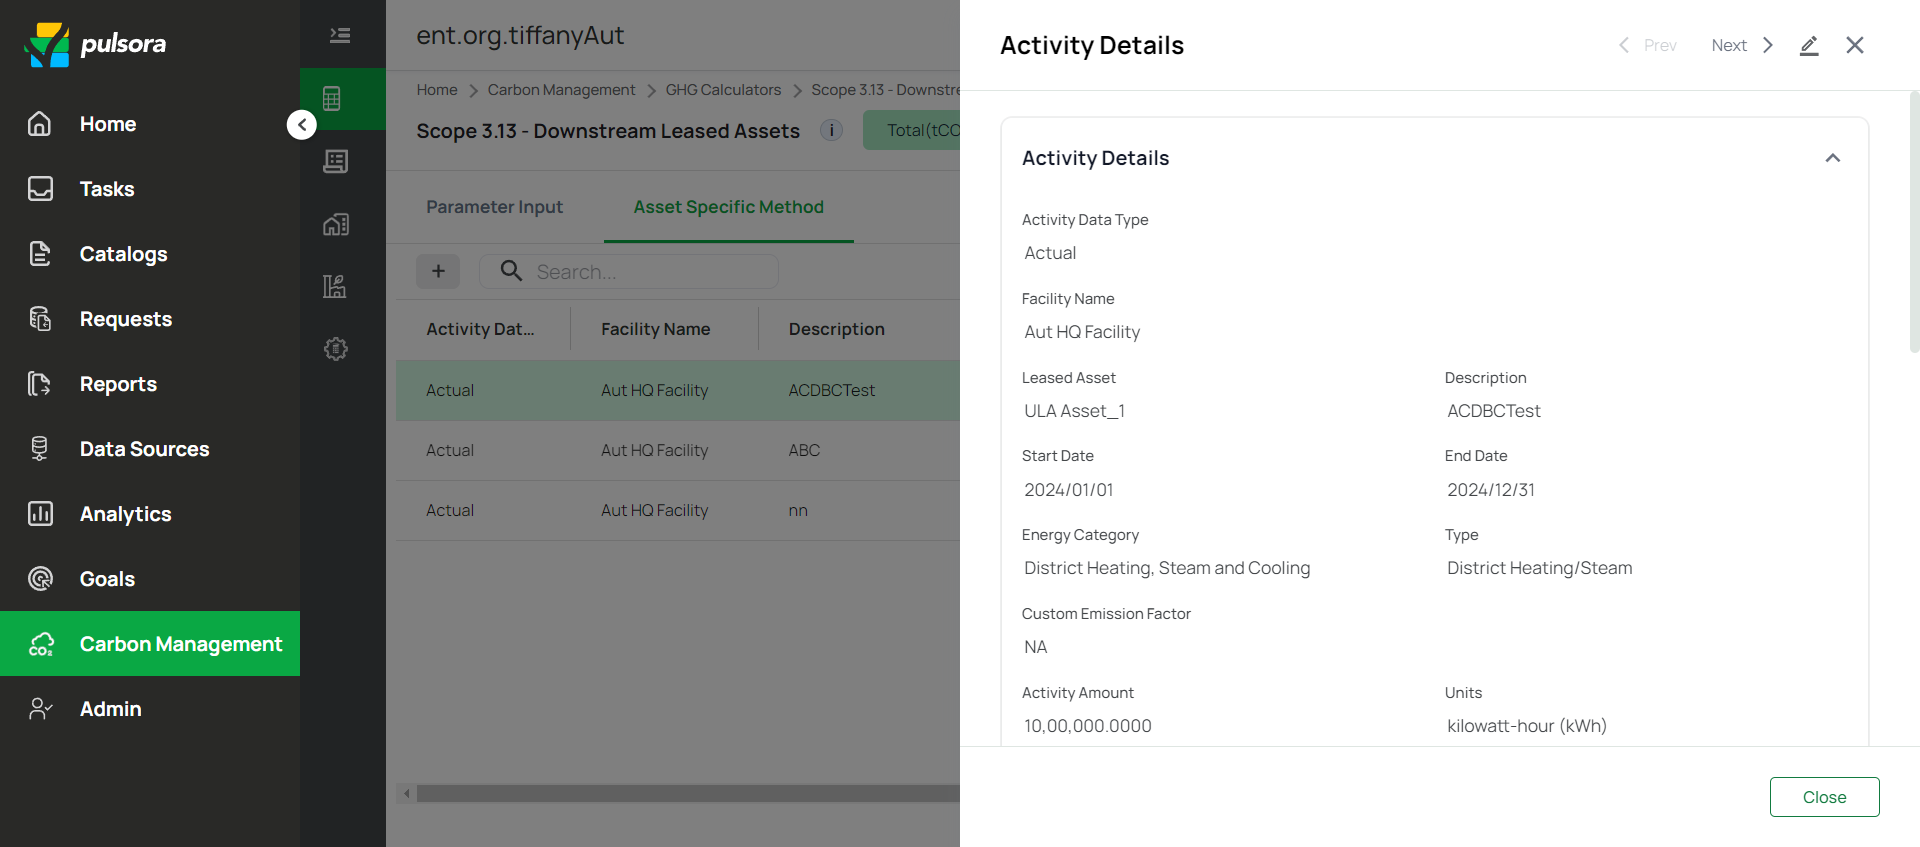 pulsora
Home
Tasks
Catalogs
Requests
Reports
Data Sources
Analytics
Goals
CO₂
Carbon Management
Admin
ent.org.tiffanyAut
Home > Carbon Management > GHG Calculators > Scope 3.13 - Downstre
Scope 3.13 - Downstream Leased Assets i Total(tCO
Parameter Input Asset Specific Method
+ Search...
Activity Dat... Facility Name Description
Actual Aut HQ Facility ACDBCTest
Actual Aut HQ Facility ABC
Actual Aut HQ Facility nn
Activity Details
Prev Next
Activity Details
Activity Data Type
Actual
Facility Name
Aut HQ Facility
Leased Asset Description
ULA Asset_1 ACDBCTest
Start Date End Date
2024/01/01 2024/12/31
Energy Category Type
District Heating, Steam and Cooling District Heating/Steam
Custom Emission Factor
NA
Activity Amount Units
10,00,000.0000 kilowatt-hour (kWh)
Close